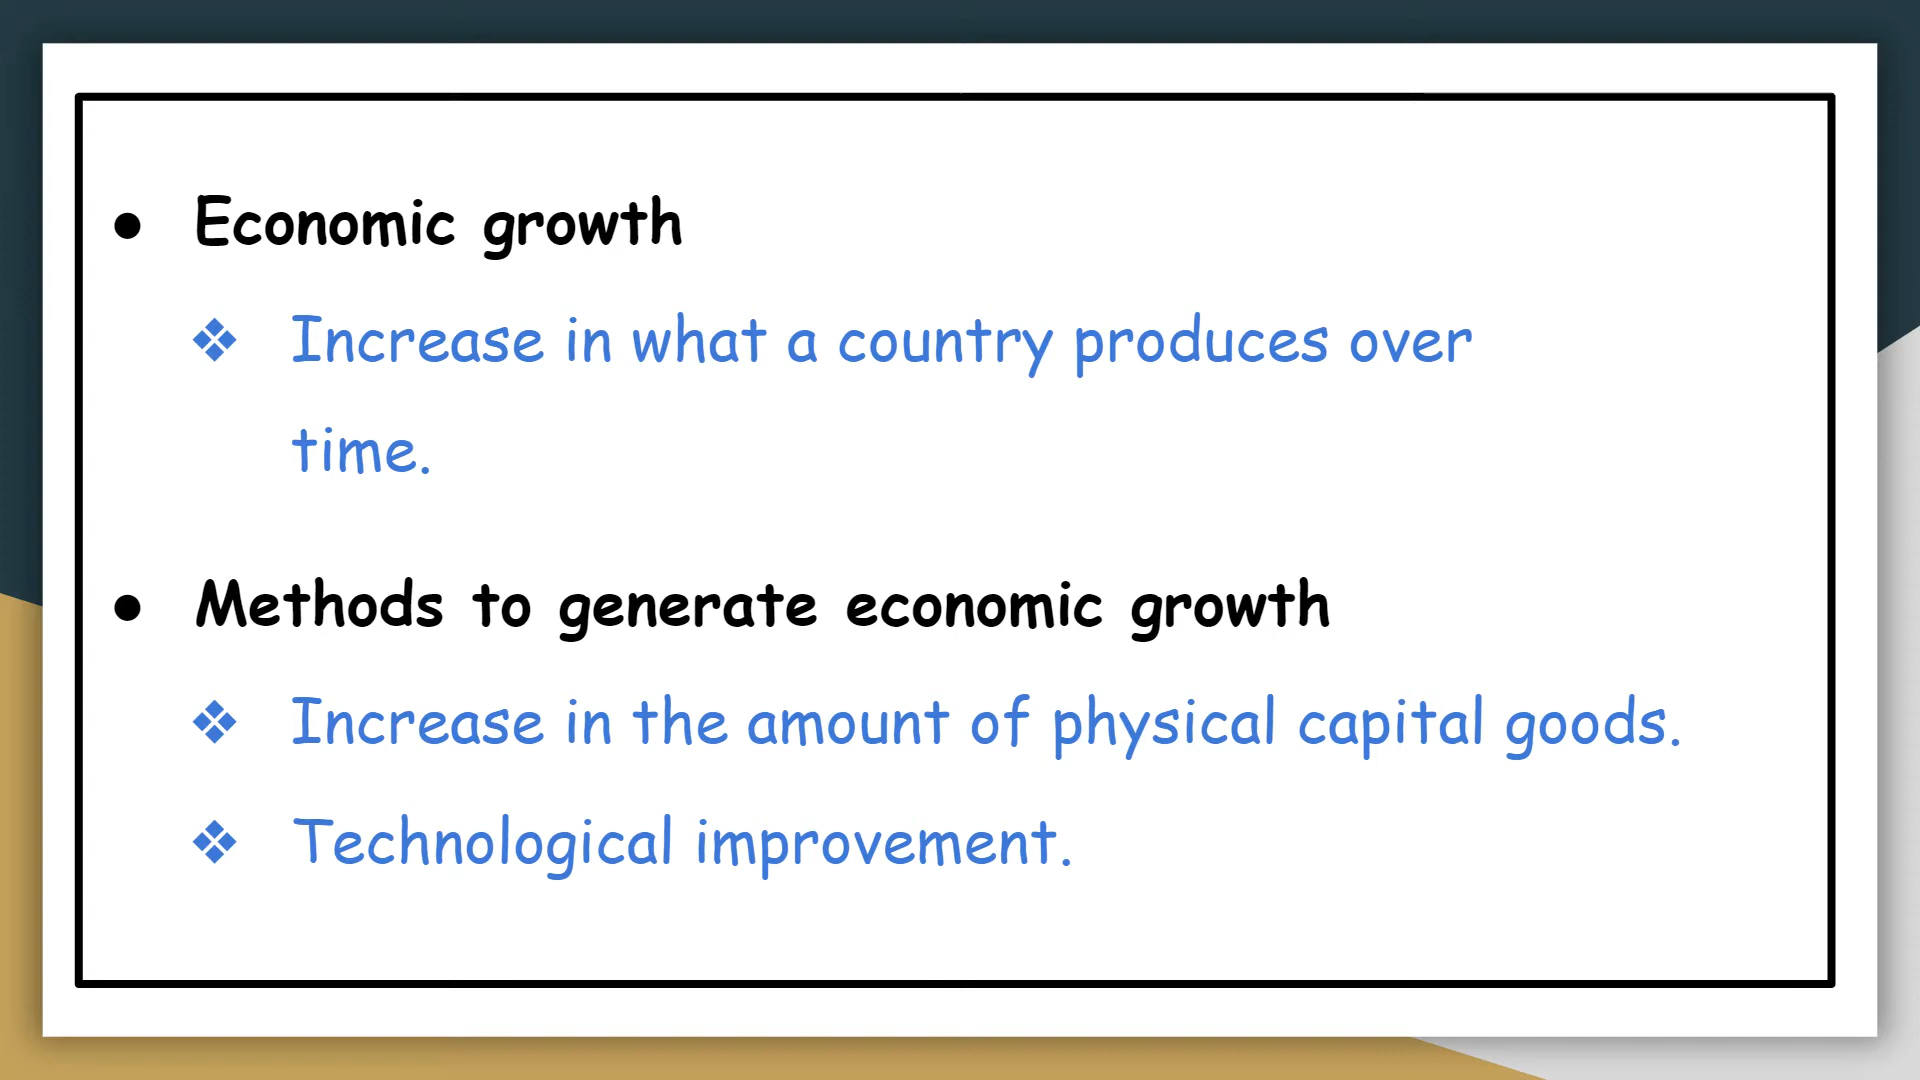 ● Economic growth
❖ Increase in what a country produces over
time.
● Methods to generate economic growth
❖ Increase in the amount of physical capital goods.
❖ Technological improvement.